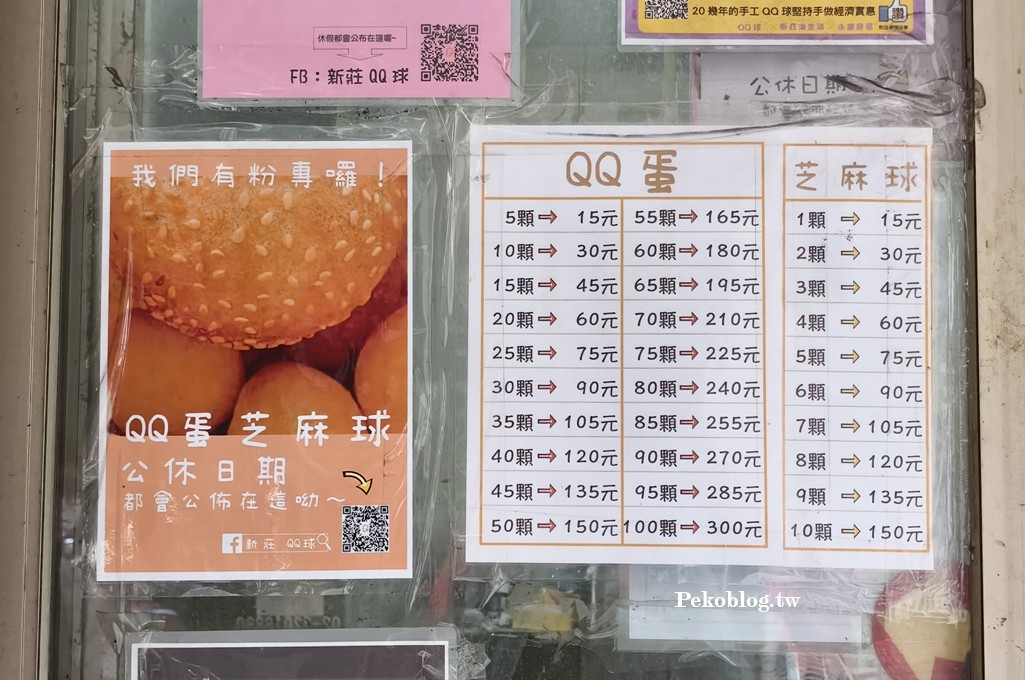 休假都會公布在這喔~
FB：新莊QQ球
20幾年的手工QQ球堅持手做經濟實惠
公休日期
我們有粉專囉！
QQ蛋芝麻球
公休日期
都會公佈在這呦～
新莊 QQ球
QQ蛋
5顆➡ 15元 55顆➡165元
10顆➡ 30元 60顆➡180元
15顆➡ 45元 65顆➡195元
20顆➡ 60元 70顆➡210元
25顆➡ 75元 75顆➡225元
30顆➡ 90元 80顆➡240元
35顆➡105元 85顆➡255元
40顆➡120元 90顆➡270元
45顆➡135元 95顆➡285元
50顆➡150元 100顆➡300元
芝麻球
1顆➡ 15元
2顆➡ 30元
3顆➡ 45元
4顆➡ 60元
5顆➡ 75元
6顆➡ 90元
7顆➡105元
8顆➡120元
9顆➡135元
10顆➡150元
Pekoblog.tw